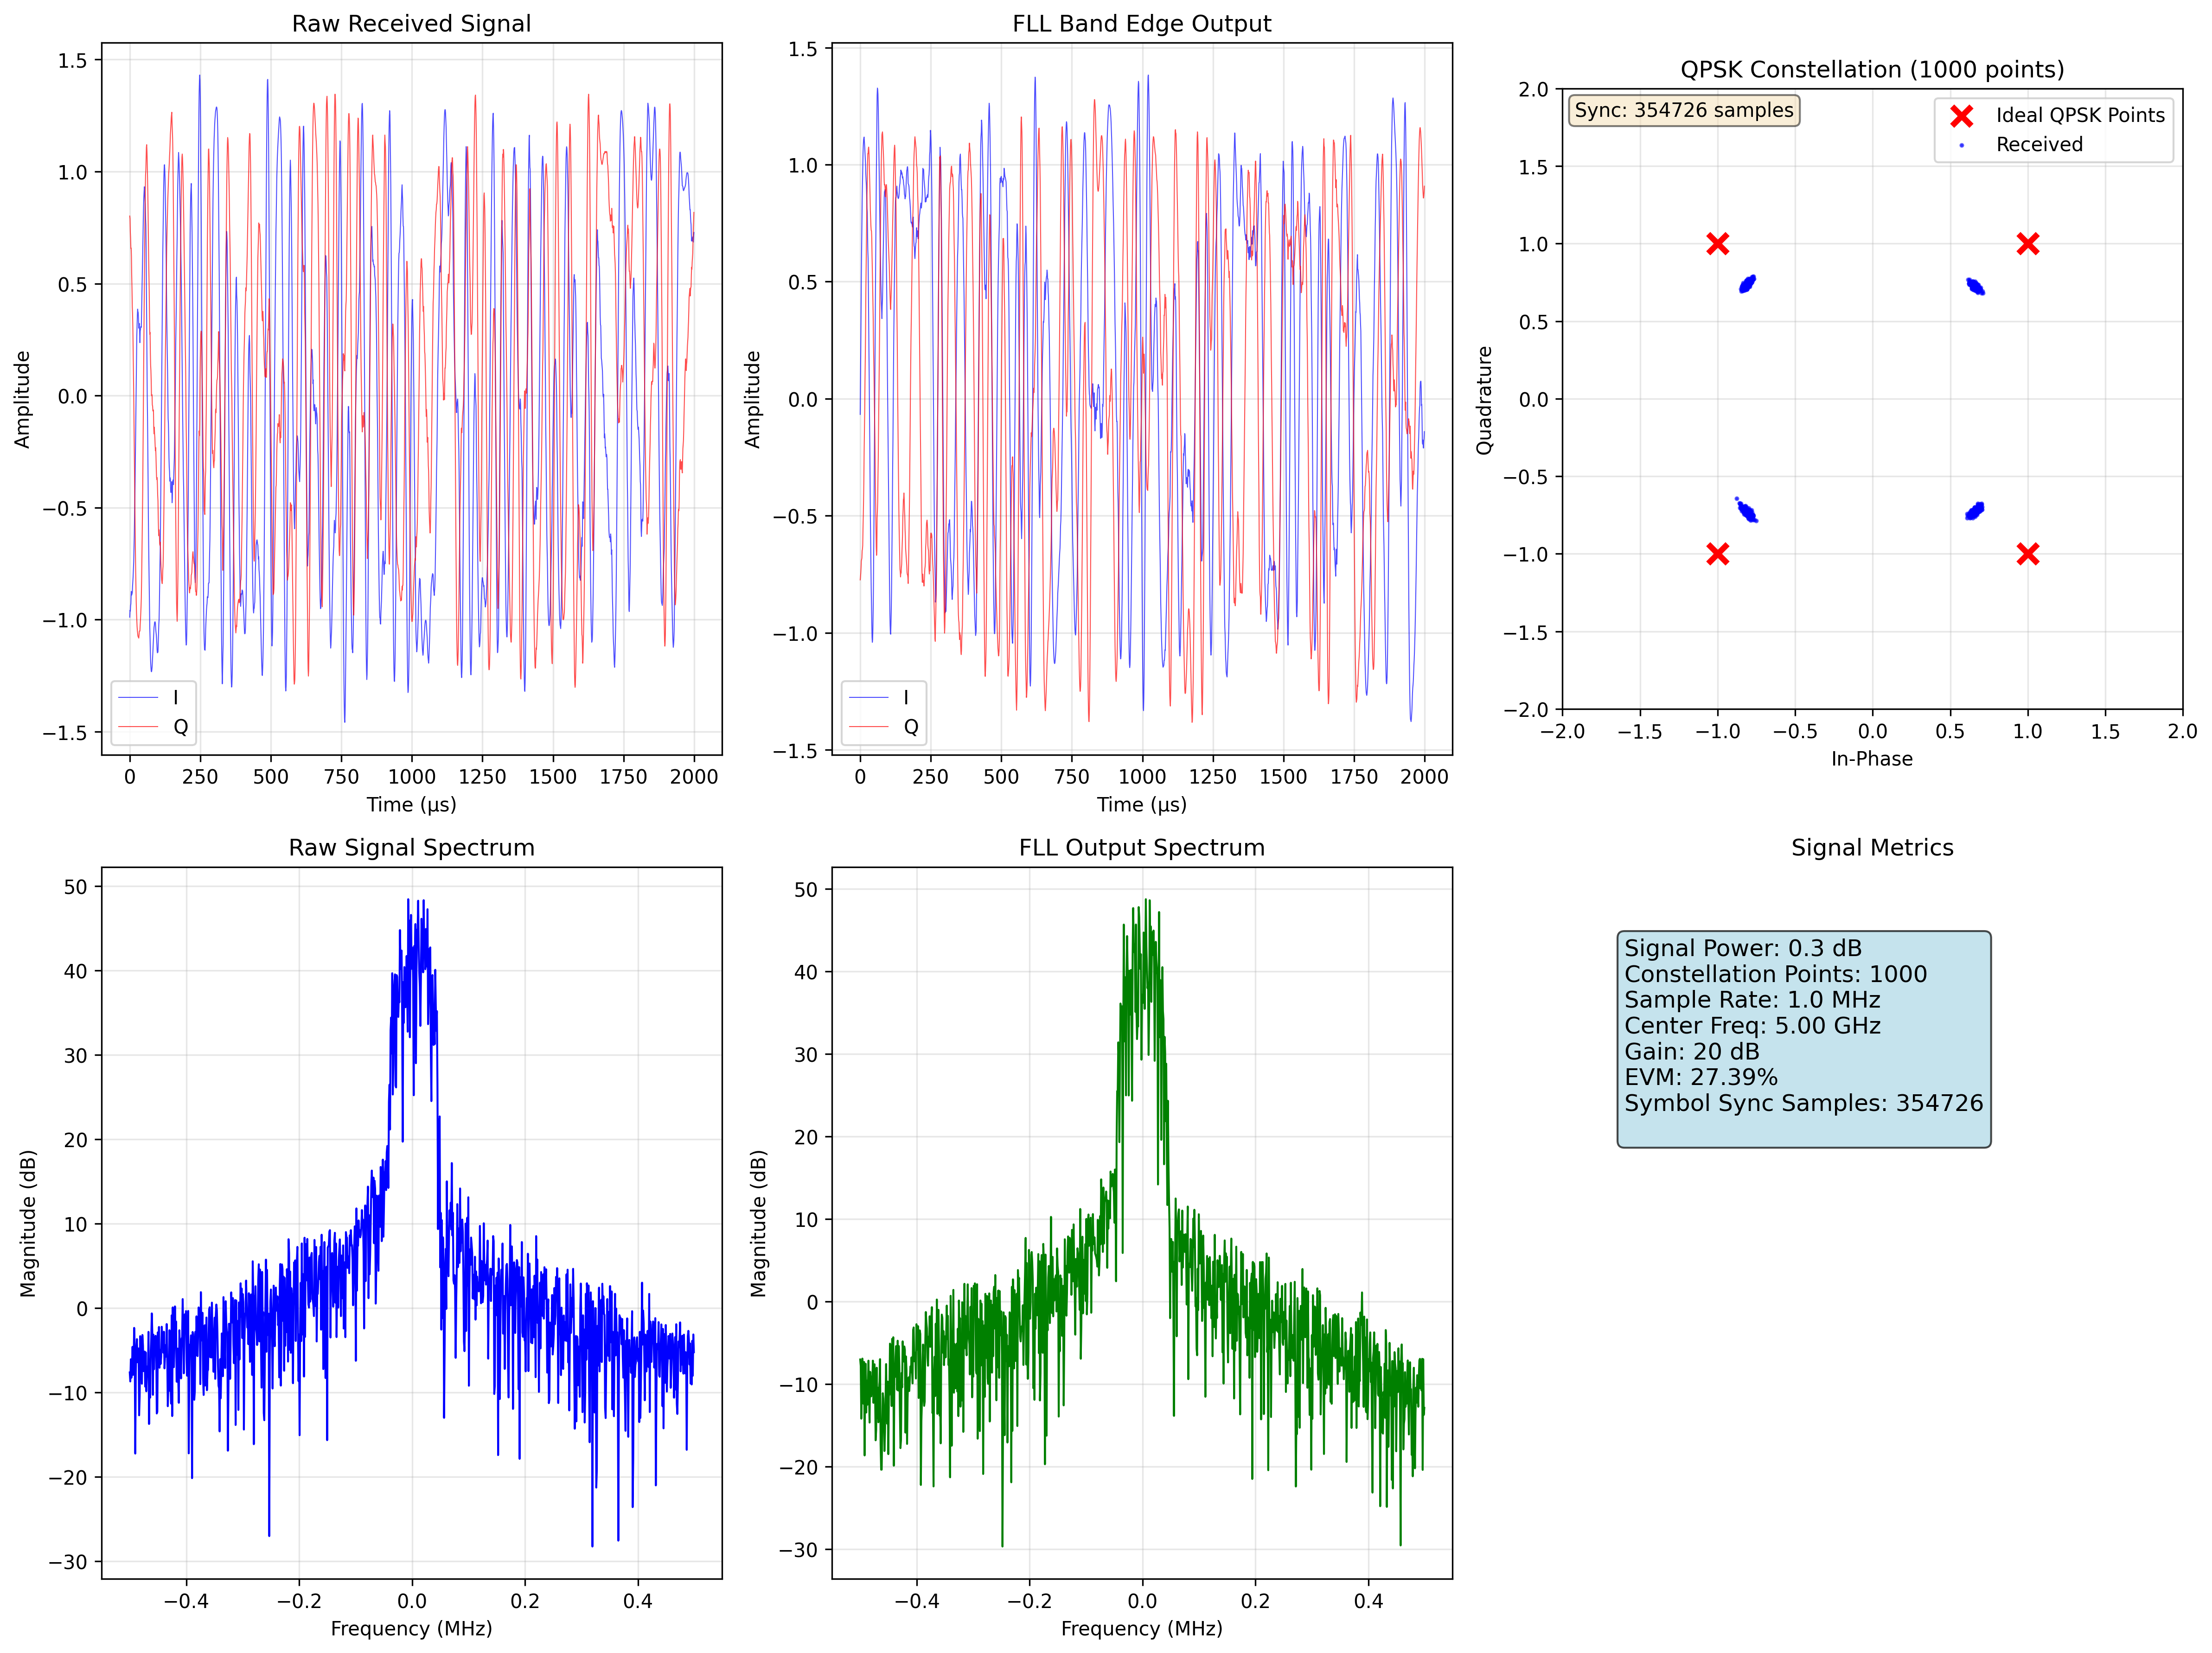 Raw Received Signal
1.5
1.0
0.5
0.0
−0.5
−1.0
−1.5
Amplitude
I
Q
0 250 500 750 1000 1250 1500 1750 2000
Time (µs)
FLL Band Edge Output
1.5
1.0
0.5
0.0
−0.5
−1.0
−1.5
Amplitude
I
Q
0 250 500 750 1000 1250 1500 1750 2000
Time (µs)
QPSK Constellation (1000 points)
Sync: 354726 samples
Ideal QPSK Points
Received
2.0
1.5
1.0
0.5
0.0
−0.5
−1.0
−1.5
−2.0
Quadrature
−2.0 −1.5 −1.0 −0.5 0.0 0.5 1.0 1.5 2.0
In-Phase
Raw Signal Spectrum
50
40
30
20
10
0
−10
−20
−30
Magnitude (dB)
−0.4 −0.2 0.0 0.2 0.4
Frequency (MHz)
FLL Output Spectrum
50
40
30
20
10
0
−10
−20
−30
Magnitude (dB)
−0.4 −0.2 0.0 0.2 0.4
Frequency (MHz)
Signal Metrics
Signal Power: 0.3 dB
Constellation Points: 1000
Sample Rate: 1.0 MHz
Center Freq: 5.00 GHz
Gain: 20 dB
EVM: 27.39%
Symbol Sync Samples: 354726